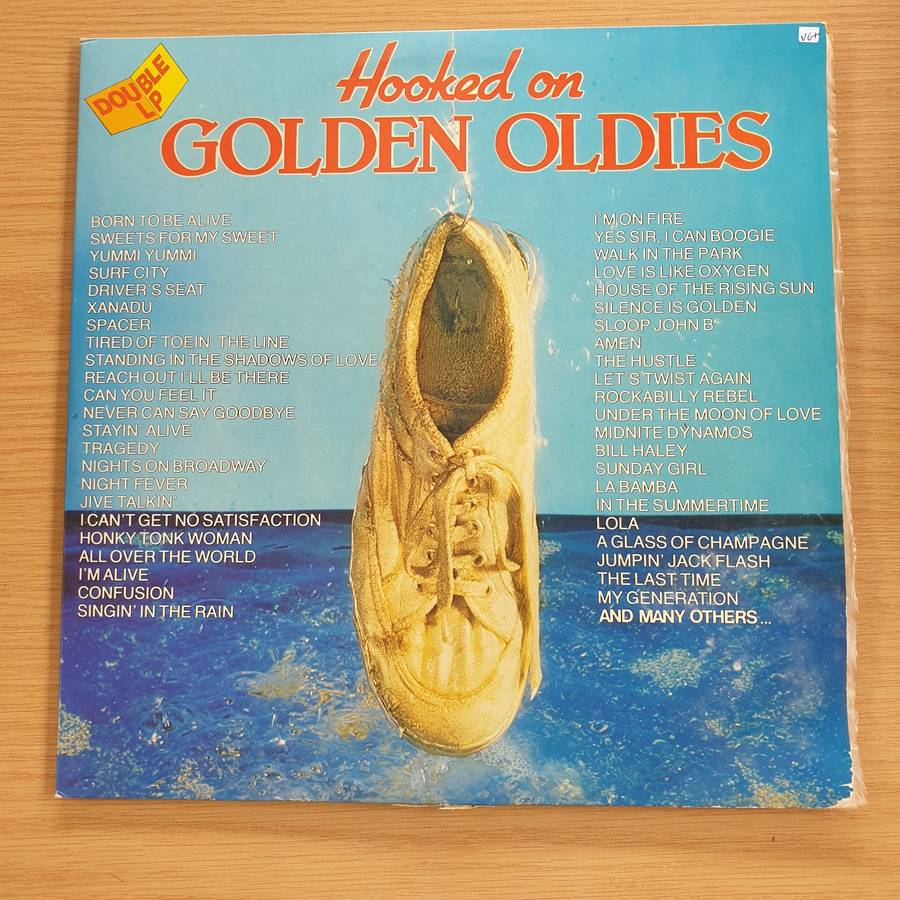 DOUBLE
LP
VG+
Hooked on
GOLDEN OLDIES
BORN TO BE ALIVE
SWEETS FOR MY SWEET
YUMMI YUMMI
SURF CITY
DRIVER'S SEAT
XANADU
SPACER
TIRED OF TOEIN' THE LINE
STANDING IN THE SHADOWS OF LOVE
REACH OUT I'LL BE THERE
CAN YOU FEEL IT
NEVER CAN SAY GOODBYE
STAYIN' ALIVE
TRAGEDY
NIGHTS ON BROADWAY
NIGHT FEVER
JIVE TALKIN'
I CAN'T GET NO SATISFACTION
HONKY TONK WOMAN
ALL OVER THE WORLD
I'M ALIVE
CONFUSION
SINGIN' IN THE RAIN
I'M ON FIRE
YES SIR, I CAN BOOGIE
WALK IN THE PARK
LOVE IS LIKE OXYGEN
HOUSE OF THE RISING SUN
SILENCE IS GOLDEN
SLOOP JOHN B'
AMEN
THE HUSTLE
LET'S TWIST AGAIN
ROCKABILLY REBEL
UNDER THE MOON OF LOVE
MIDNITE DYNAMOS
BILL HALEY
SUNDAY GIRL
LA BAMBA
IN THE SUMMERTIME
LOLA
A GLASS OF CHAMPAGNE
JUMPIN' JACK FLASH
THE LAST TIME
MY GENERATION
AND MANY OTHERS...